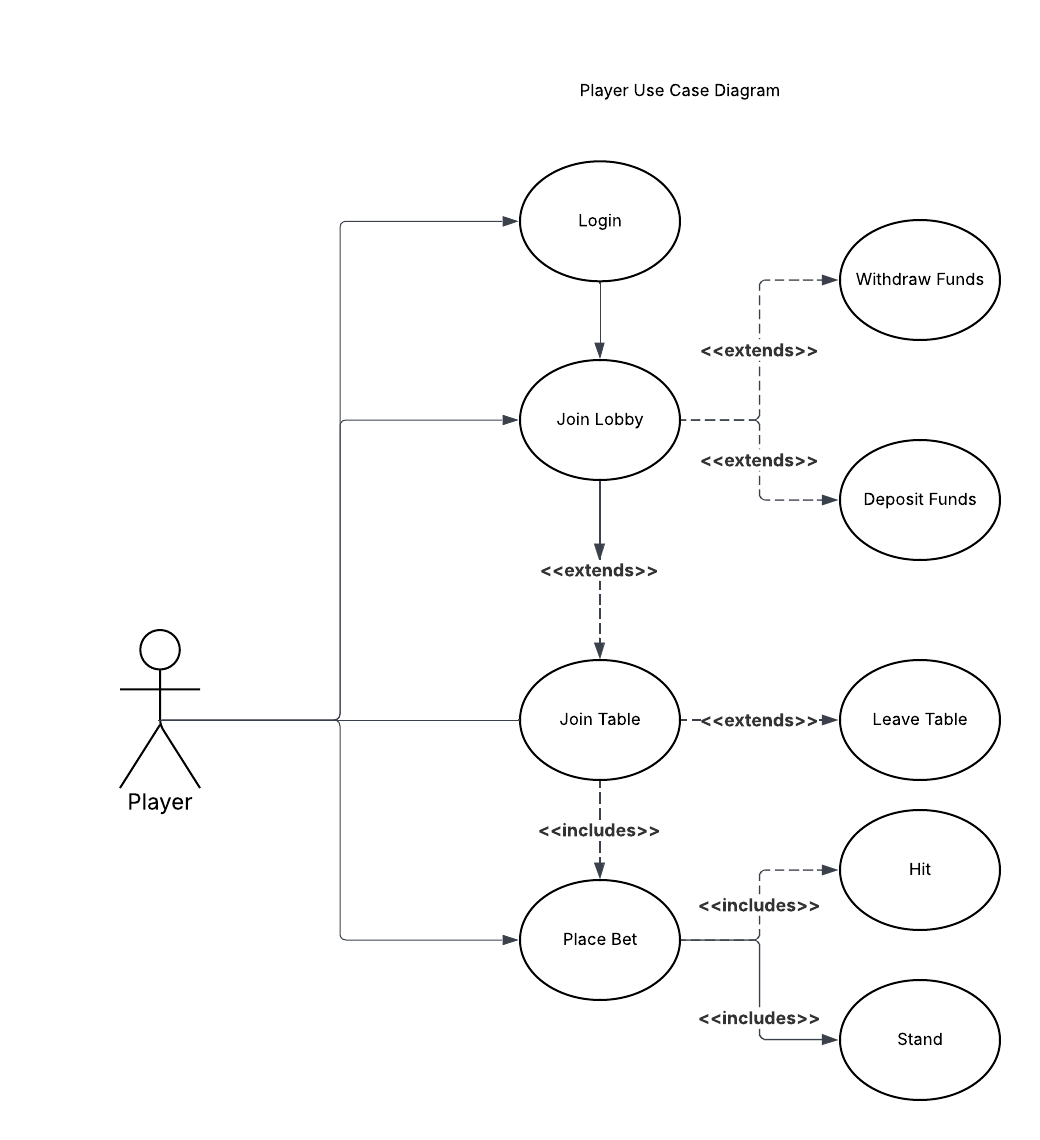 Player Use Case Diagram
Login
Withdraw Funds
<<extends>>
Join Lobby
<<extends>>
Deposit Funds
<<extends>>
Join Table
<<extends>>
Leave Table
Player
<<includes>>
Hit
<<includes>>
Place Bet
<<includes>>
Stand